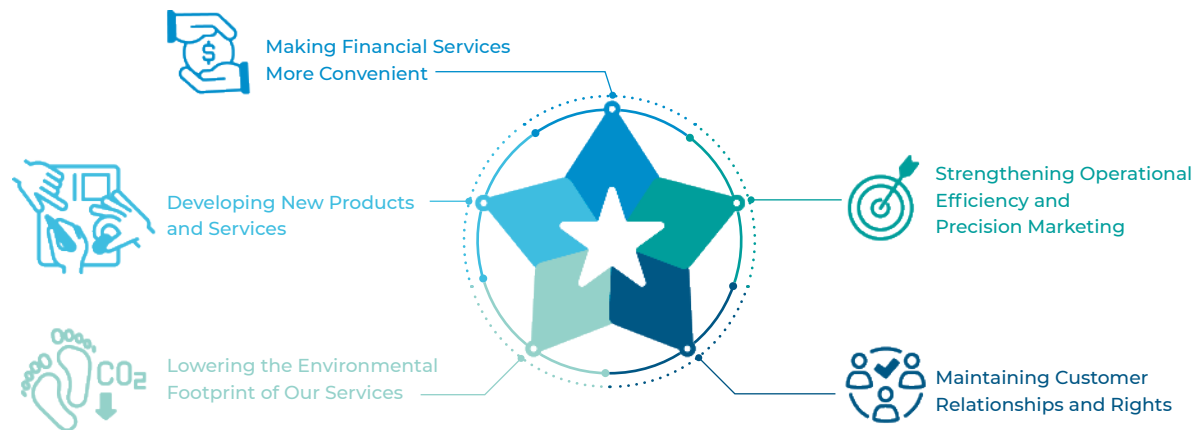 $
Making Financial Services
More Convenient
Developing New Products
and Services
Strengthening Operational
Efficiency and
Precision Marketing
CO2
Lowering the Environmental
Footprint of Our Services
Maintaining Customer
Relationships and Rights